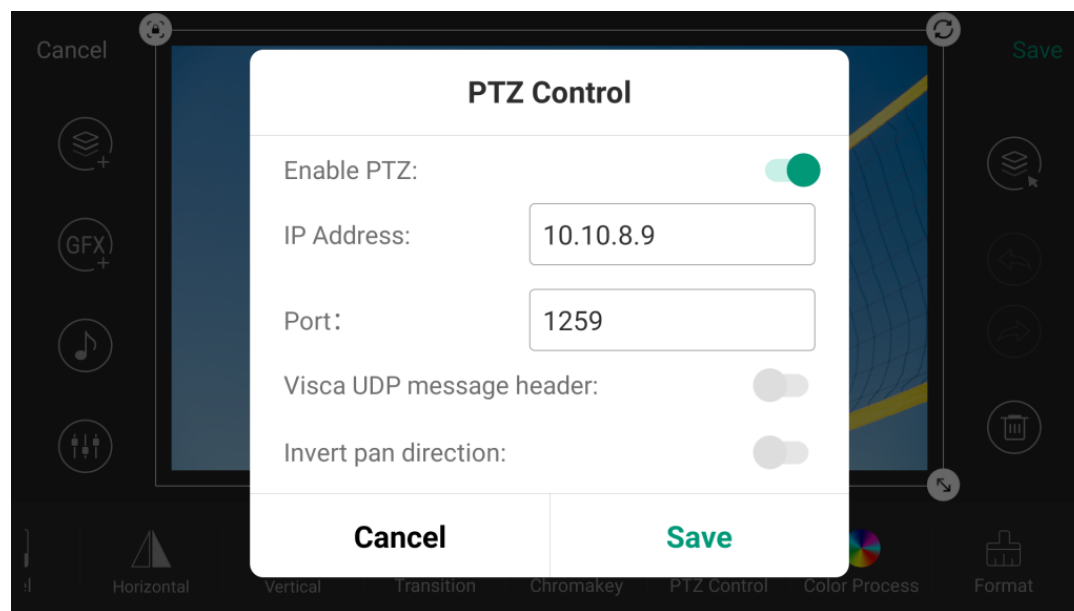 Cancel
Save
PTZ Control
Enable PTZ:
IP Address: 10.10.8.9
GFX
Port： 1259
Visca UDP message header:
Invert pan direction:
Cancel Save
Horizontal Vertical Transition Chromakey PTZ Control Color Process Format